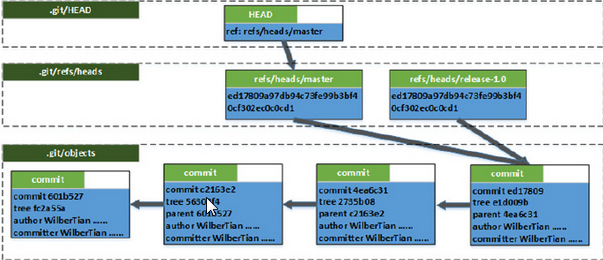 .git/HEAD
HEAD
ref: refs/heads/master
.git/refs/heads
refs/heads/master
ed17809a97db94c73fe99b3bf4
0cf302ec0c0cd1
refs/heads/release-1.0
ed17809a97db94c73fe99b3bf4
0cf302ec0c0cd1
.git/objects
commit
commit 601b527
tree fc2a55a
author WilberTian ......
committer WilberTian ......
commit
commit c2163e2
tree
parent
author WilberTian ......
committer WilberTian ......
commit
commit 4ea6c31
tree 2735b08
parent c2163e2
author WilberTian ......
committer WilberTian ......
commit
commit ed17809
tree e1d009b
parent 4ea6c31
author WilberTian ......
committer WilberTian ......